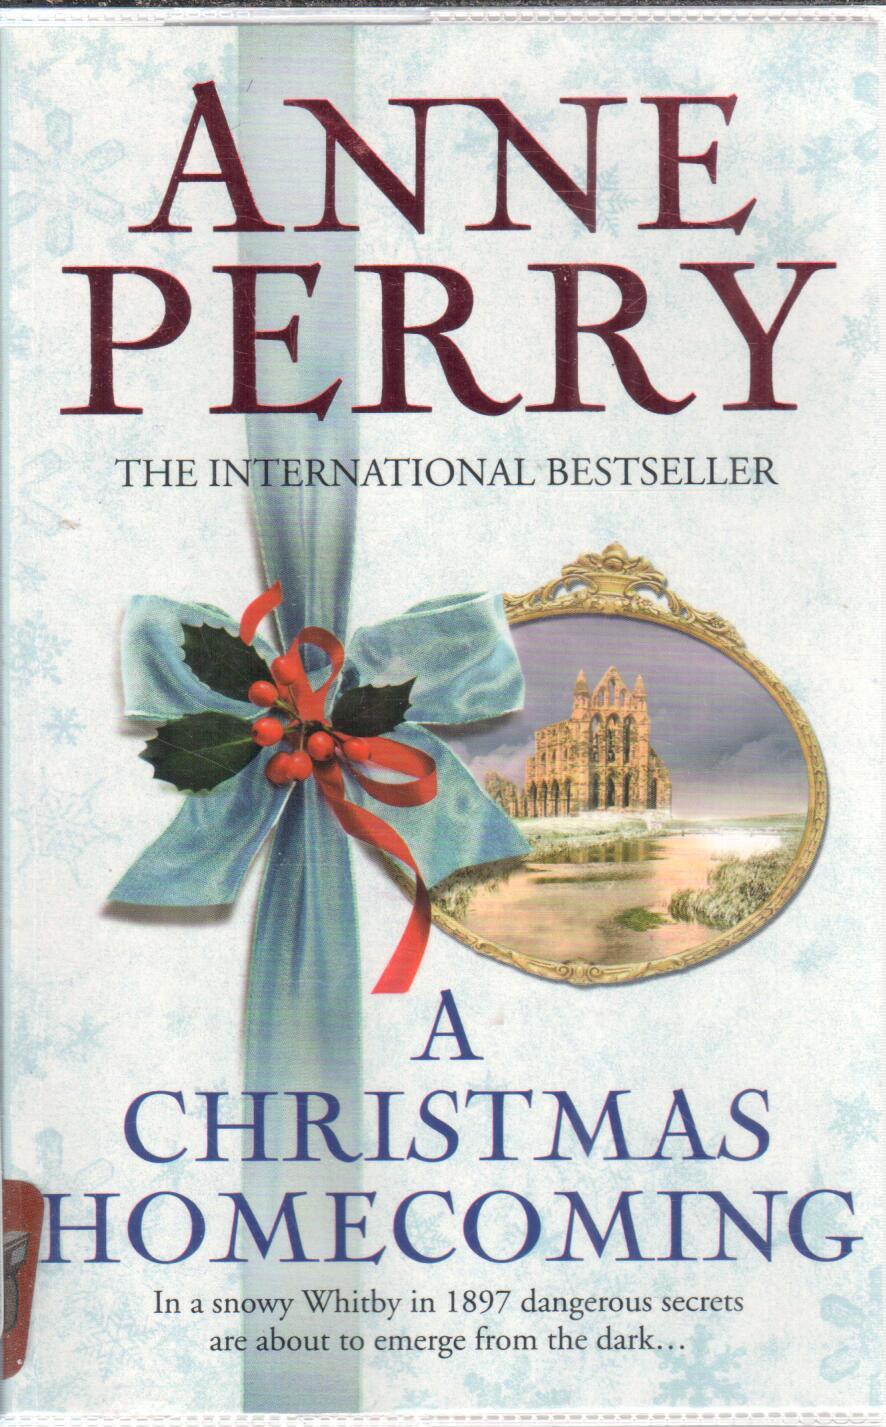 ANNE
PERRY
THE INTERNATIONAL BESTSELLER
A
CHRISTMAS
HOMECOMING
In a snowy Whitby in 1897 dangerous secrets
are about to emerge from the dark...